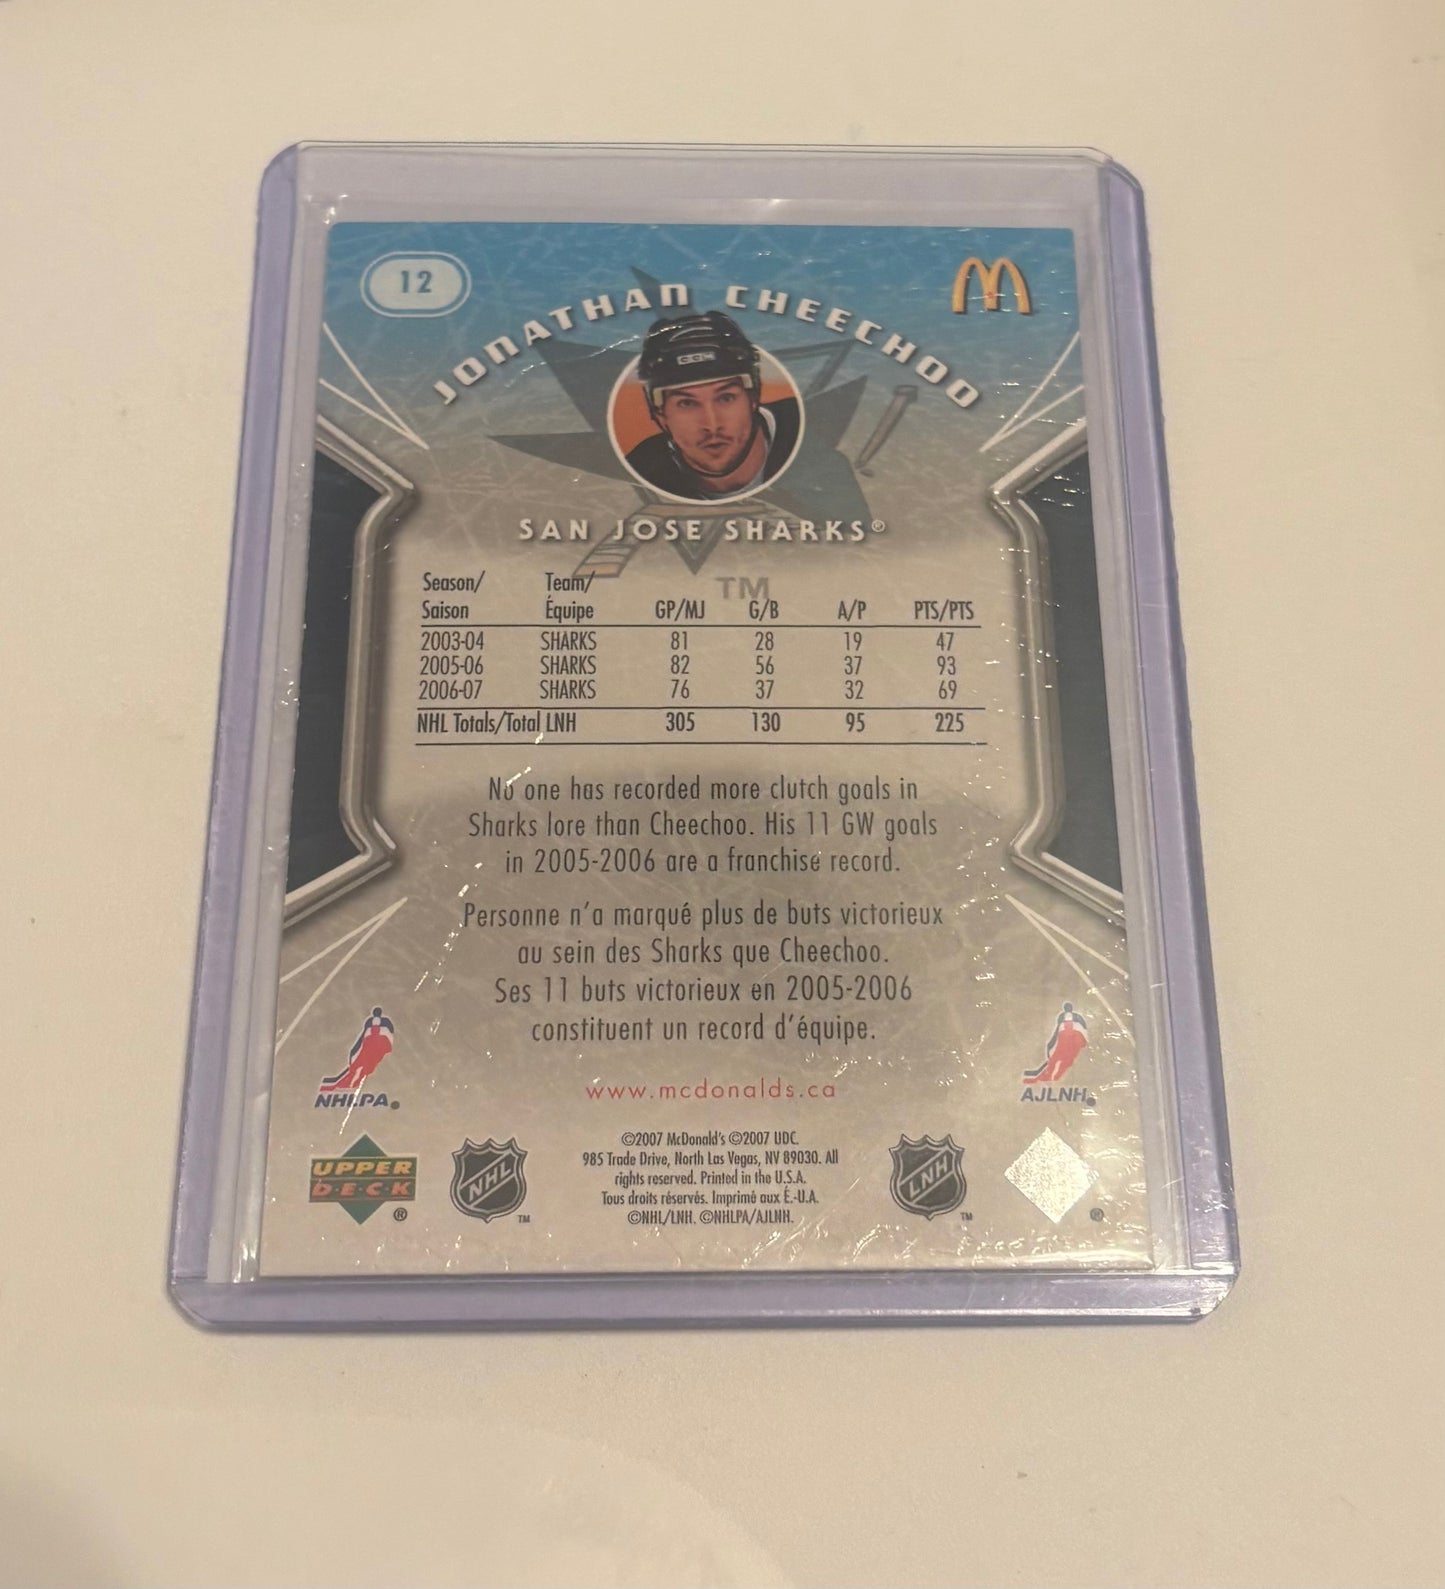 12
JONATHAN CHEECHOO
CCM
SAN JOSE SHARKS®
TM
Season/ Team/
Saison Équipe GP/MJ G/B A/P PTS/PTS
2003-04 SHARKS 81 28 19 47
2005-06 SHARKS 82 56 37 93
2006-07 SHARKS 76 37 32 69
NHL Totals/Total LNH 305 130 95 225
No one has recorded more clutch goals in
Sharks lore than Cheechoo. His 11 GW goals
in 2005-2006 are a franchise record.
Personne n'a marqué plus de buts victorieux
au sein des Sharks que Cheechoo.
Ses 11 buts victorieux en 2005-2006
constituent un record d'équipe.
NHLPA®
www.mcdonalds.ca
AJLNH®
UPPER
DECK
®
NHL
TM
©2007 McDonald's ©2007 UDC.
985 Trade Drive, North Las Vegas, NV 89030. All
rights reserved. Printed in the U.S.A.
Tous droits réservés. Imprimé aux É.-U.A.
©NHL/LNH. ©NHLPA/AJLNH.
LNH
TM
®